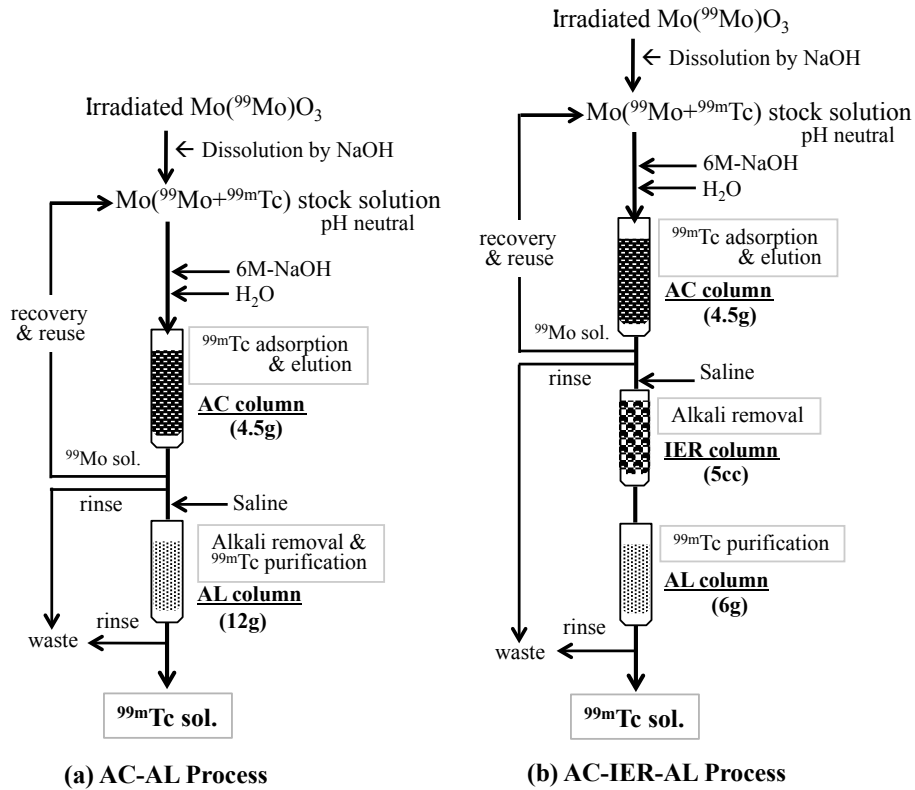 Irradiated Mo(⁹⁹Mo)O₃
← Dissolution by NaOH
Mo(⁹⁹Mo+⁹⁹ᵐTc) stock solution
pH neutral
6M-NaOH
H₂O
recovery
& reuse
⁹⁹ᵐTc adsorption
& elution
AC column
(4.5g)
⁹⁹Mo sol.
rinse
Saline
Alkali removal &
⁹⁹ᵐTc purification
AL column
(12g)
rinse
waste
⁹⁹ᵐTc sol.
(a) AC-AL Process
Irradiated Mo(⁹⁹Mo)O₃
← Dissolution by NaOH
Mo(⁹⁹Mo+⁹⁹ᵐTc) stock solution
pH neutral
6M-NaOH
H₂O
recovery
& reuse
⁹⁹ᵐTc adsorption
& elution
AC column
(4.5g)
⁹⁹Mo sol.
rinse
Saline
Alkali removal
IER column
(5cc)
⁹⁹ᵐTc purification
AL column
(6g)
rinse
waste
⁹⁹ᵐTc sol.
(b) AC-IER-AL Process